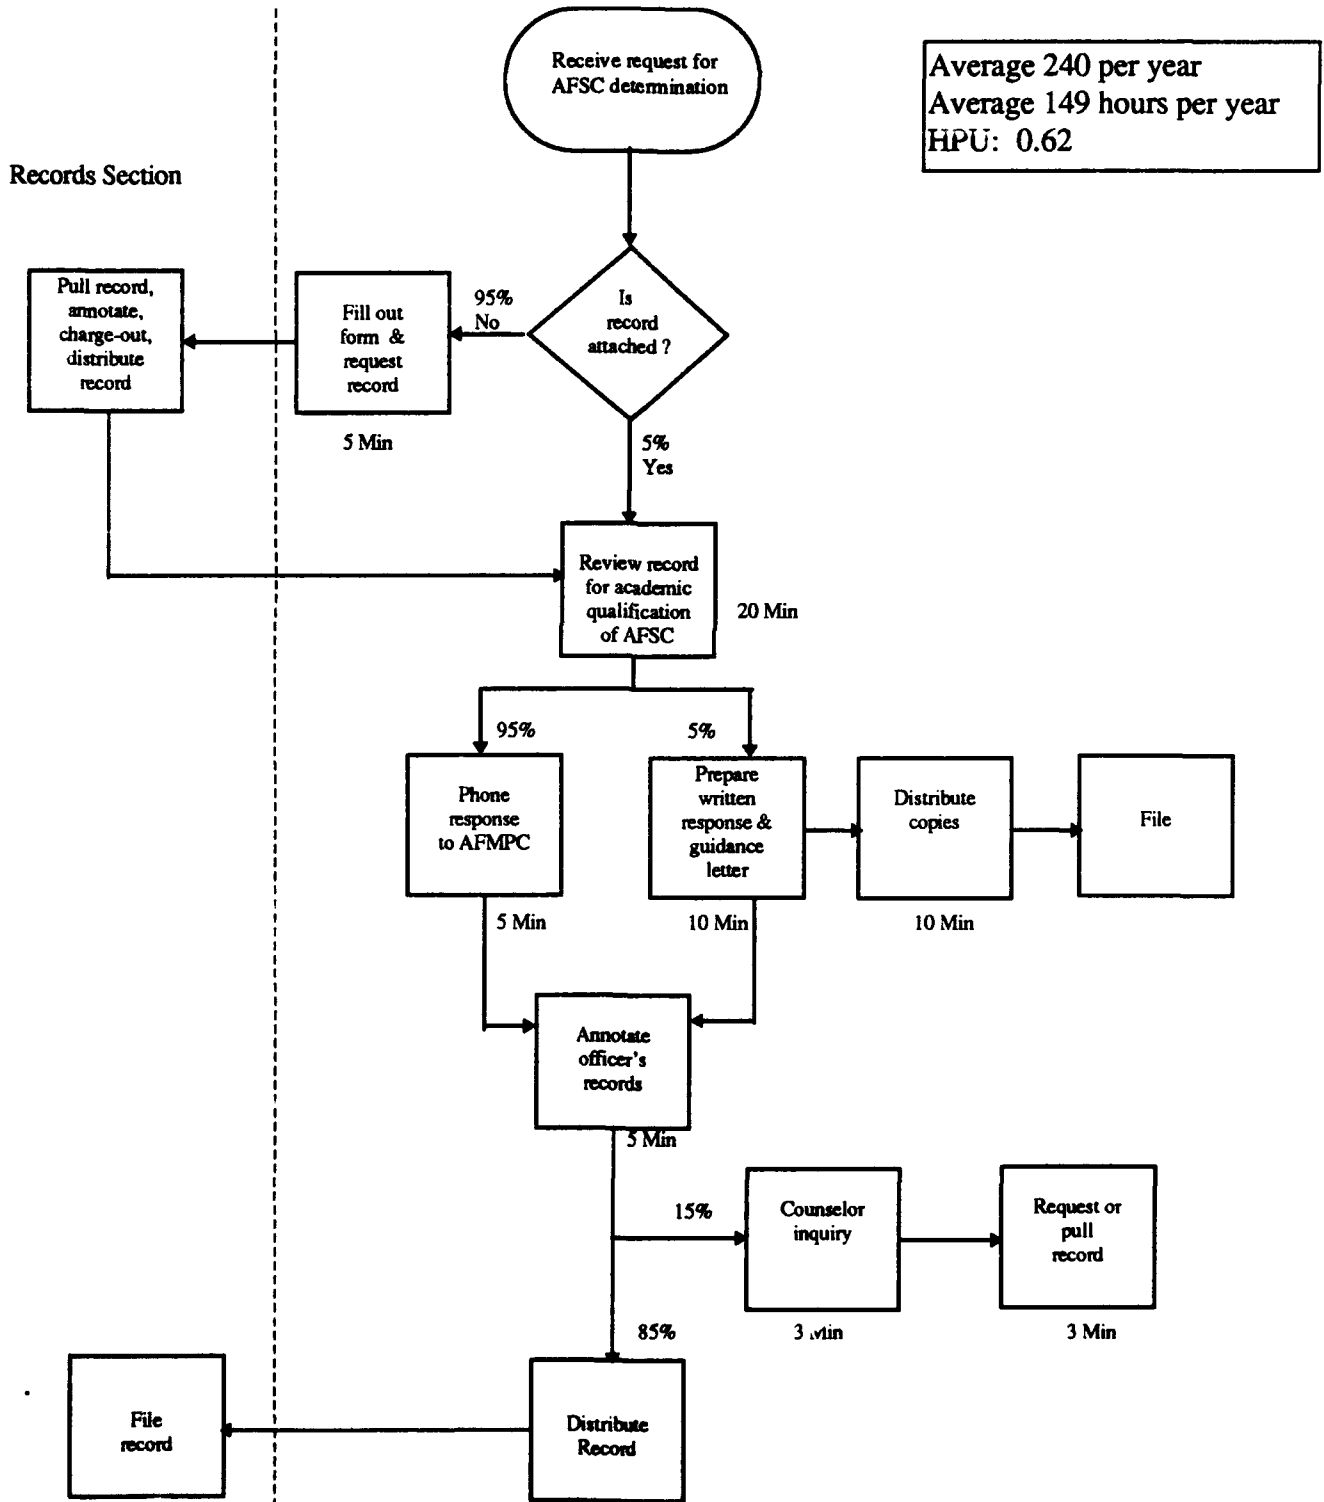 Receive request for
AFSC determination
Average 240 per year
Average 149 hours per year
HPU: 0.62
Records Section
Pull record,
annotate,
charge-out,
distribute
record
Fill out
form &
request
record
5 Min
95%
No
Is
record
attached ?
5%
Yes
Review record
for academic
qualification
of AFSC
20 Min
95%
5%
Phone
response
to AFMPC
5 Min
Prepare
written
response &
guidance
letter
10 Min
Distribute
copies
10 Min
File
Annotate
officer's
records
5 Min
15%
Counselor
inquiry
3 Min
Request or
pull
record
3 Min
85%
File
record
Distribute
Record